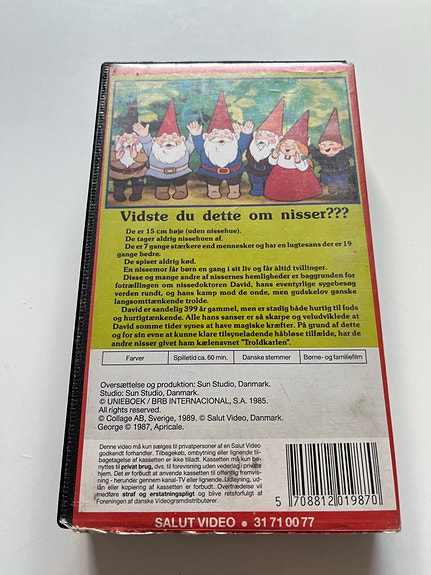 Vidste du dette om nisser???
De er 15 cm høje (uden nissehue).
De tager aldrig nissehuen af.
De er 7 gange stærkere end mennesker og har en lugtesans der er 19
gange bedre.
De spiser aldrig kød.
En nissemor får børn en gang i sit liv og får altid tvillinger.
Disse og mange andre af nissernes hemligheder er baggrunden for
fortællingen om nissedoktoren David, hans eventyrlige sygebesøg
verden rundt, og hans kamp mod de onde, men gudskelov ganske
langsomttænkende trolde.
David er sandelig 399 år gammel, men er stadig både hurtig til fods
og hurtigtænkende. Alle hans sanser er så skarpe og veludviklede at
David somme tider synes at have magiske kræfter. På grund af dette
og for sin evne at kunne klare tilsyneladende håbløse tilfælde, har de
andre nisser givet ham kælenavnet "Troldkarlen".
Farver Spilletid ca. 60 min. Danske stemmer Børne- og familiefilm
Oversættelse og produktion: Sun Studio, Danmark.
Studio: Sun Studio, Danmark.
© UNIEBOEK / BRB INTERNACIONAL, S.A. 1985.
All rights reserved.
© Collage AB, Sverige, 1989. © Salut Video, Danmark.
George © 1987, Apricale.
Denne video må kun sælges til privatpersoner af en Salut Video
godkendt forhandler. Tilbagekøb, ombytning eller lignende til-
bagetagelse af kassetten er ikke tilladt. Kassetten må kun be-
nyttes til privat brug, dvs. til forevisning uden vederlag i private
hjem. Det er forbudt at anvende kassetten til offentlig fremvis-
ning - herunder gennem kanal-TV eller lignende. Udlejning, ud-
lån eller kopiering af kassetten er forbudt. Overtrædelse vil
medføre straf og erstatningspligt og blive retsforfulgt af
Foreningen af danske Videogramdistributører.
5 708812 019870
SALUT VIDEO • 31 71 00 77